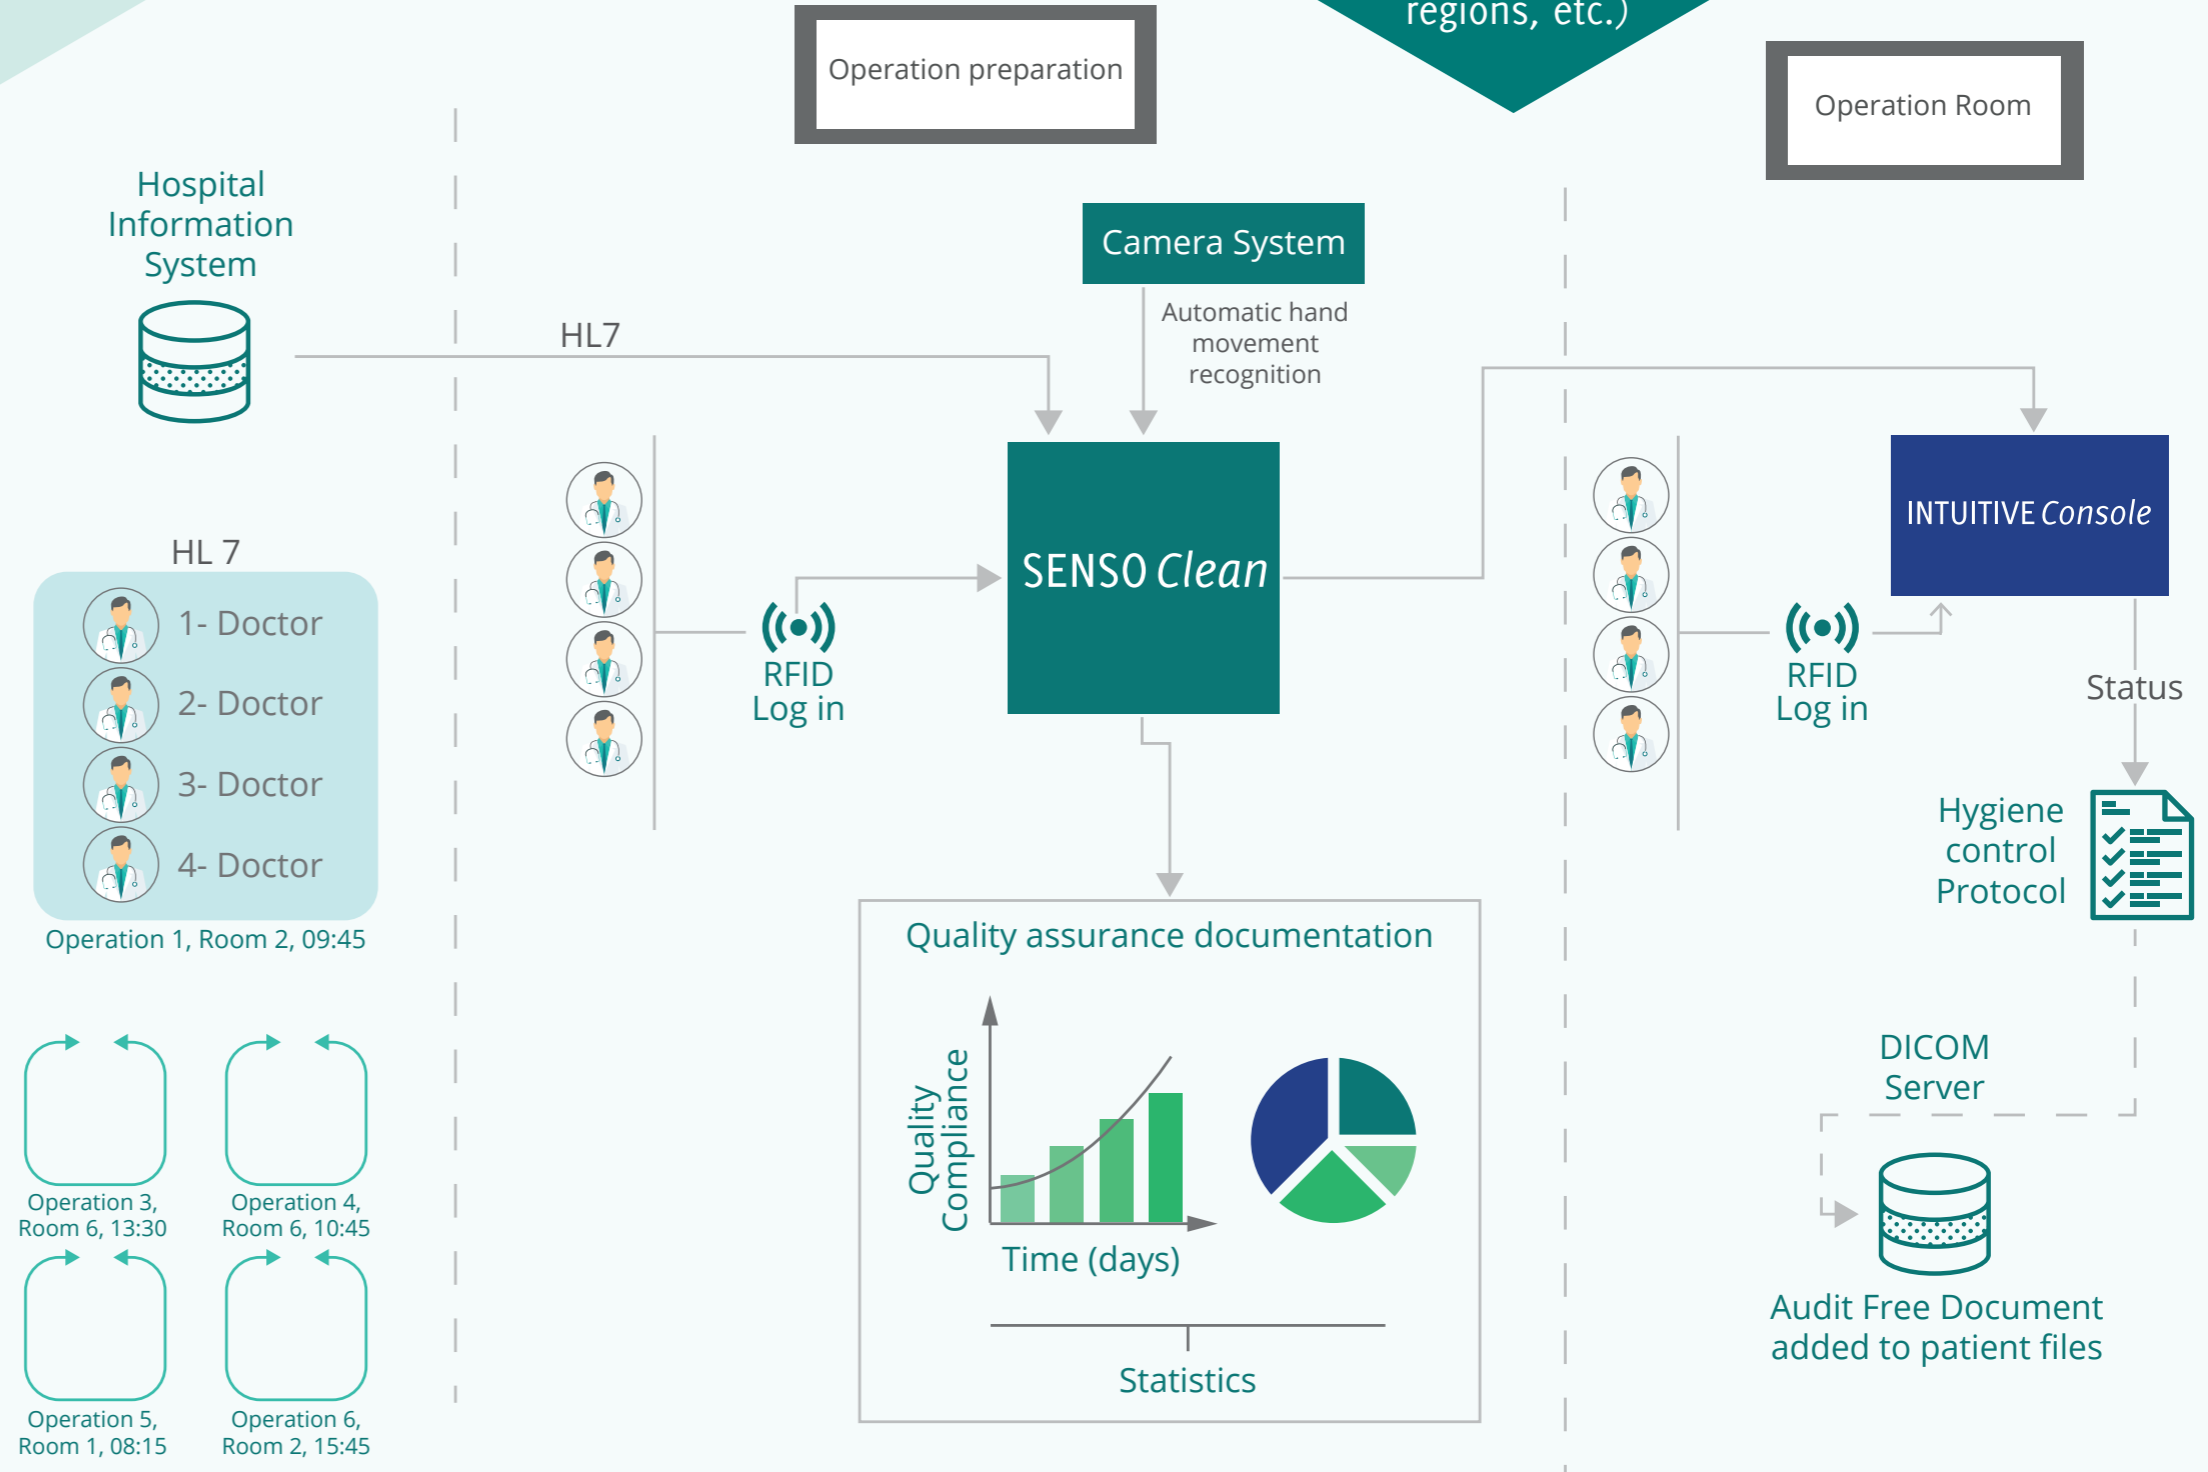 regions, etc.)
Operation preparation
Operation Room
Hospital
Information
System
HL7
Camera System
Automatic hand
movement
recognition
SENSO Clean
INTUITIVE Console
RFID
Log in
RFID
Log in
Status
HL 7
1- Doctor
2- Doctor
3- Doctor
4- Doctor
Operation 1, Room 2, 09:45
Hygiene
control
Protocol
Quality assurance documentation
Quality
Compliance
Time (days)
Statistics
DICOM
Server
Audit Free Document
added to patient files
Operation 3,
Room 6, 13:30
Operation 4,
Room 6, 10:45
Operation 5,
Room 1, 08:15
Operation 6,
Room 2, 15:45